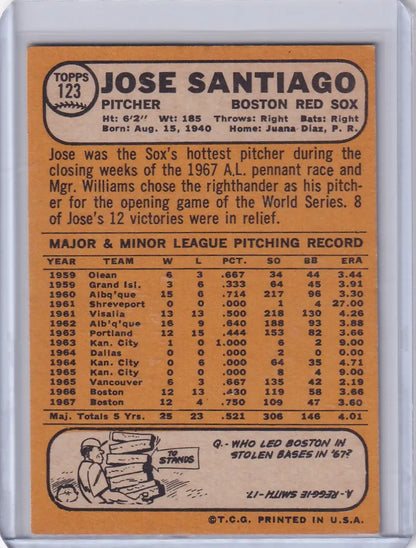 TOPPS
123
JOSE SANTIAGO
PITCHER BOSTON RED SOX
Ht: 6'2" Wt: 185 Throws: Right Bats: Right
Born: Aug. 15, 1940 Home: Juana Diaz, P. R.
Jose was the Sox's hottest pitcher during the
closing weeks of the 1967 A.L. pennant race and
Mgr. Williams chose the righthander as his pitch-
er for the opening game of the World Series. 8
of Jose's 12 victories were in relief.
MAJOR & MINOR LEAGUE PITCHING RECORD
YEAR TEAM W L PCT. SO BB ERA
1959 Olean 6 3 .667 34 44 3.44
1959 Grand Isl. 3 6 .333 64 45 3.91
1960 Albq'que 15 6 .714 217 96 3.30
1961 Shreveport 0 0 .000 1 4 27.00
1961 Visalia 13 13 .500 218 130 4.26
1962 Alb'q'que 16 9 .640 188 93 3.88
1963 Portland 12 15 .444 153 82 3.66
1963 Kan. City 1 0 1.000 6 2 9.00
1964 Dallas 0 0 .000 2 0 0.00
1964 Kan. City 0 6 .000 64 35 4.71
1965 Kan. City 0 0 .000 8 4 9.00
1965 Vancouver 6 3 .667 135 42 2.19
1966 Boston 12 13 .430 119 58 3.66
1967 Boston 12 4 .750 109 47 3.60
Maj. Totals 5 Yrs. 25 23 .521 306 146 4.01
TO
STANDS
Q.-WHO LED BOSTON IN
STOLEN BASES IN '67?
A.-REGGIE SMITH-17.
©T.C.G. PRINTED IN U.S.A.